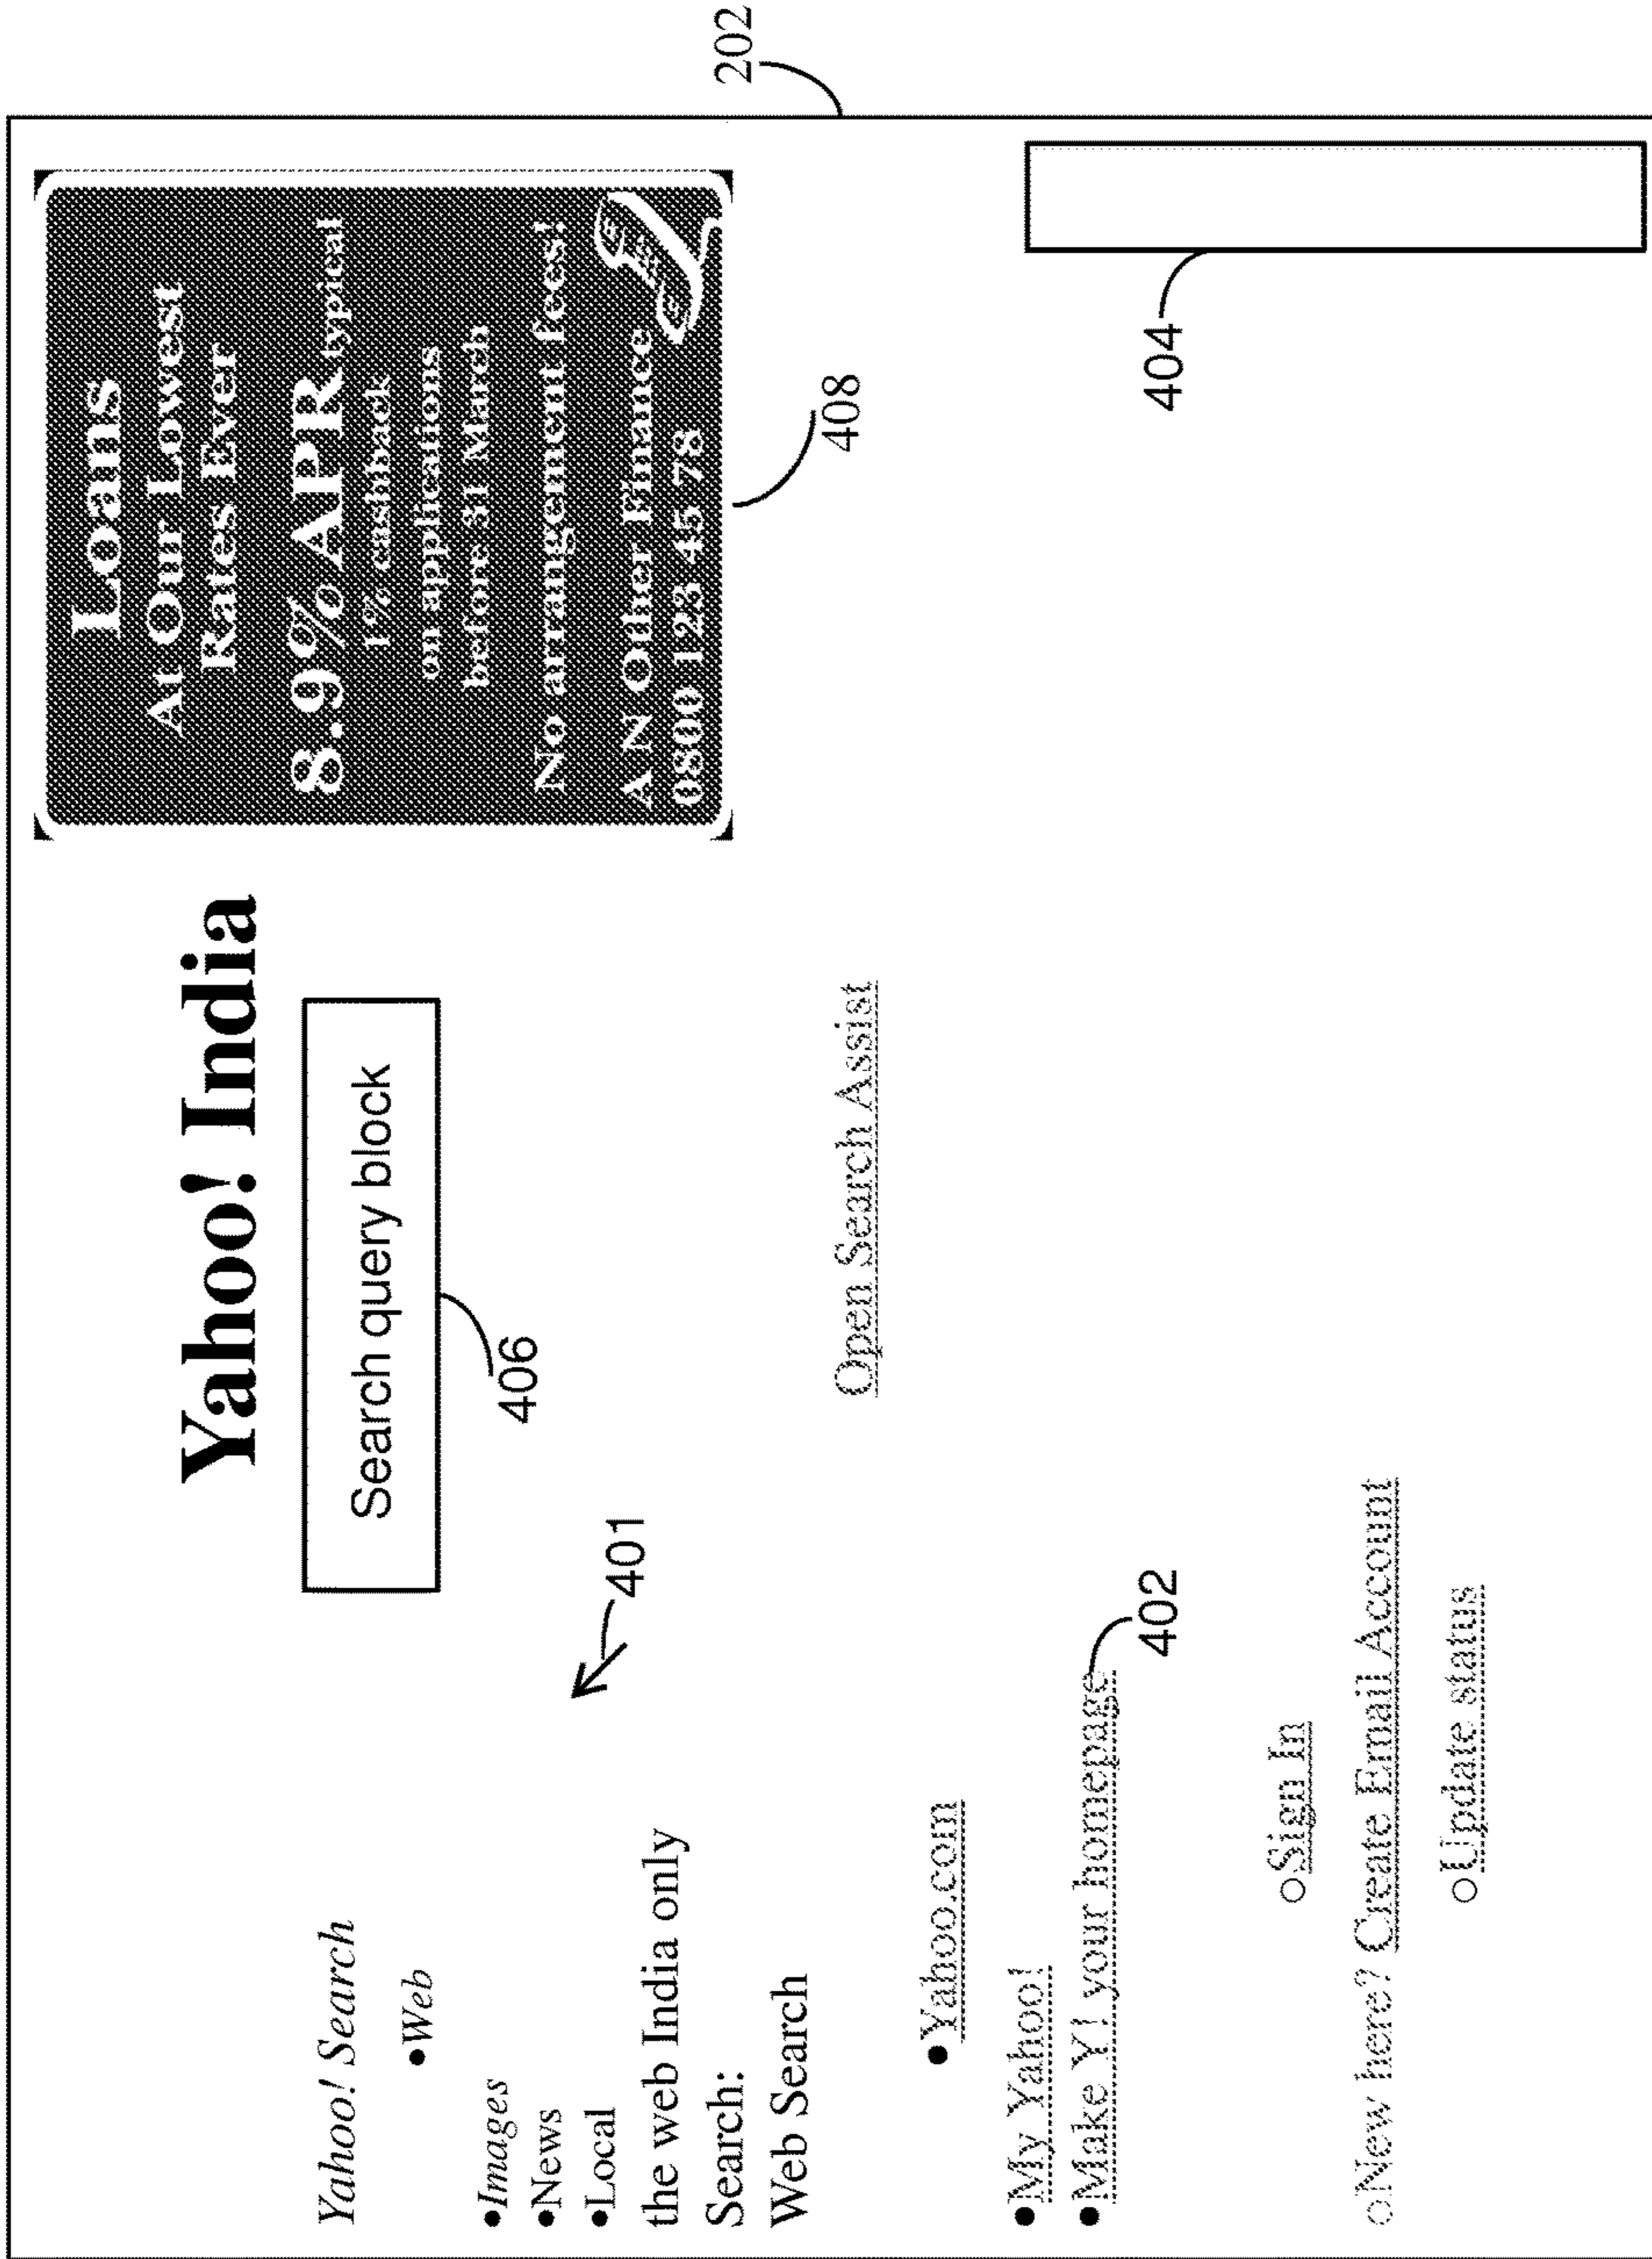 Yahoo! India
Yahoo! Search
•Web
Search query block
406
•Images
•News
•Local
401
the web India only
Search:
Web Search
Open Search Assist
•Yahoo.com
•My Yahoo!
•Make Y! your homepage
402
○Sign In
○New here? Create Email Account
○Update status
Loans
At Our Lowest
Rates Ever
8.9% APR typical
1% cashback
on applications
before 31 March
No arrangement fees!
A N Other Finance
0800 123 45 78
408
202
404